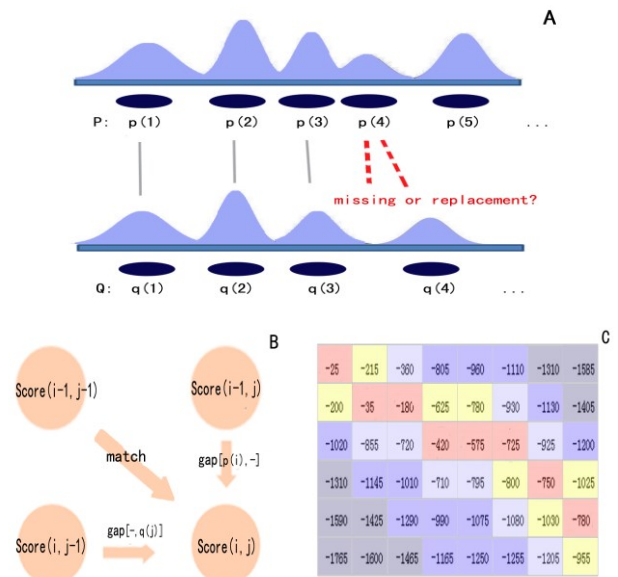 A
P: p(1) p(2) p(3) p(4) p(5) ...
missing or replacement?
Q: q(1) q(2) q(3) q(4) ...
B
Score(i-1, j-1) Score(i-1, j)
match
gap[p(i),-]
gap[-,q(j)]
Score(i, j-1) Score(i, j)
C
-25 -215 -360 -805 -960 -1110 -1310 -1585
-200 -35 -180 -625 -780 -930 -1130 -1405
-1020 -855 -720 -420 -575 -725 -925 -1200
-1310 -1145 -1010 -710 -795 -800 -750 -1025
-1590 -1425 -1290 -990 -1075 -1080 -1030 -780
-1765 -1600 -1465 -1165 -1250 -1255 -1205 -955